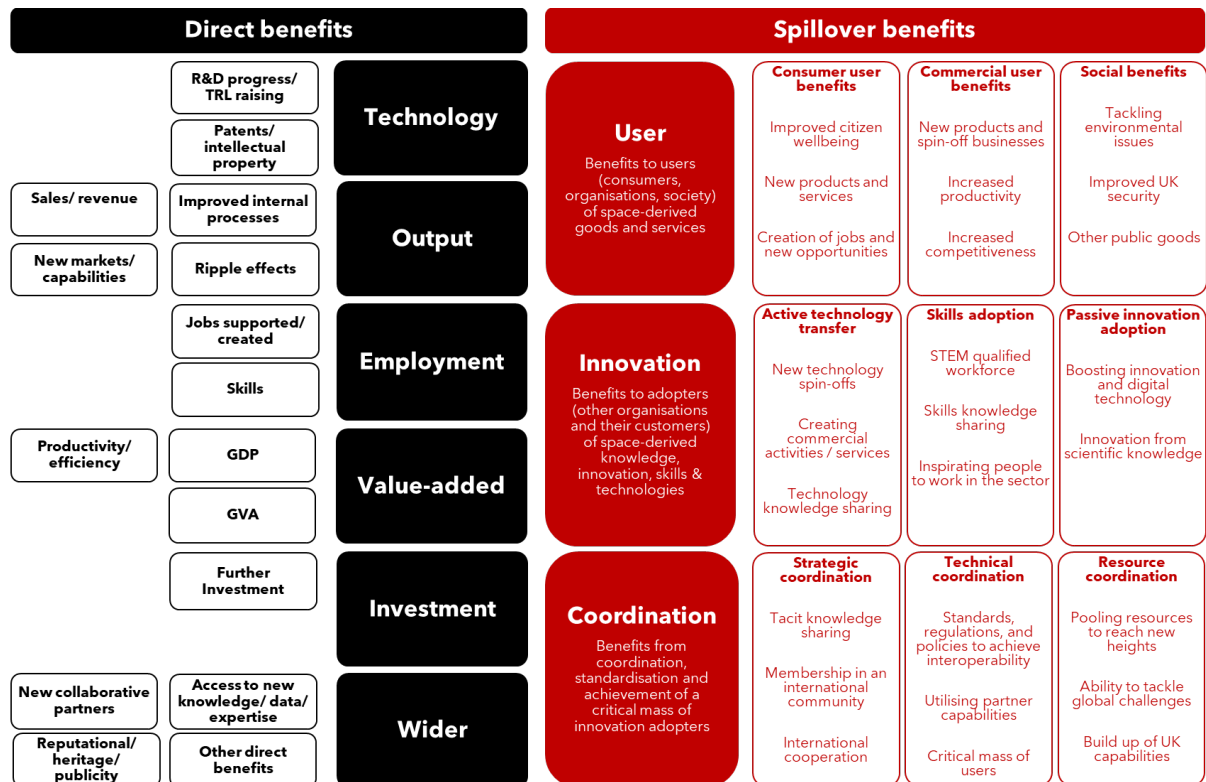 Direct benefits
R&D progress/
TRL raising
Patents/
intellectual
property
Technology
Sales/ revenue
Improved internal
processes
New markets/
capabilities
Ripple effects
Output
Jobs supported/
created
Skills
Employment
Productivity/
efficiency
GDP
GVA
Value-added
Further
Investment
Investment
New collaborative
partners
Access to new
knowledge/ data/
expertise
Reputational/
heritage/
publicity
Other direct
benefits
Wider
Spillover benefits
User
Benefits to users
(consumers,
organisations, society)
of space-derived
goods and services
Consumer user
benefits
Improved citizen
wellbeing
New products and
services
Creation of jobs and
new opportunities
Commercial user
benefits
New products and
spin-off businesses
Increased
productivity
Increased
competitiveness
Social benefits
Tackling
environmental
issues
Improved UK
security
Other public goods
Innovation
Benefits to adopters
(other organisations
and their customers)
of space-derived
knowledge,
innovation, skills &
technologies
Active technology
transfer
New technology
spin-offs
Creating
commercial
activities / services
Technology
knowledge sharing
Skills adoption
STEM qualified
workforce
Skills knowledge
sharing
Inspirating people
to work in the sector
Passive innovation
adoption
Boosting innovation
and digital
technology
Innovation from
scientific knowledge
Coordination
Benefits from
coordination,
standardisation and
achievement of a
critical mass of
innovation adopters
Strategic
coordination
Tacit knowledge
sharing
Membership in an
international
community
International
cooperation
Technical
coordination
Standards,
regulations, and
policies to achieve
interoperability
Utilising partner
capabilities
Critical mass of
users
Resource
coordination
Pooling resources
to reach new
heights
Ability to tackle
global challenges
Build up of UK
capabilities